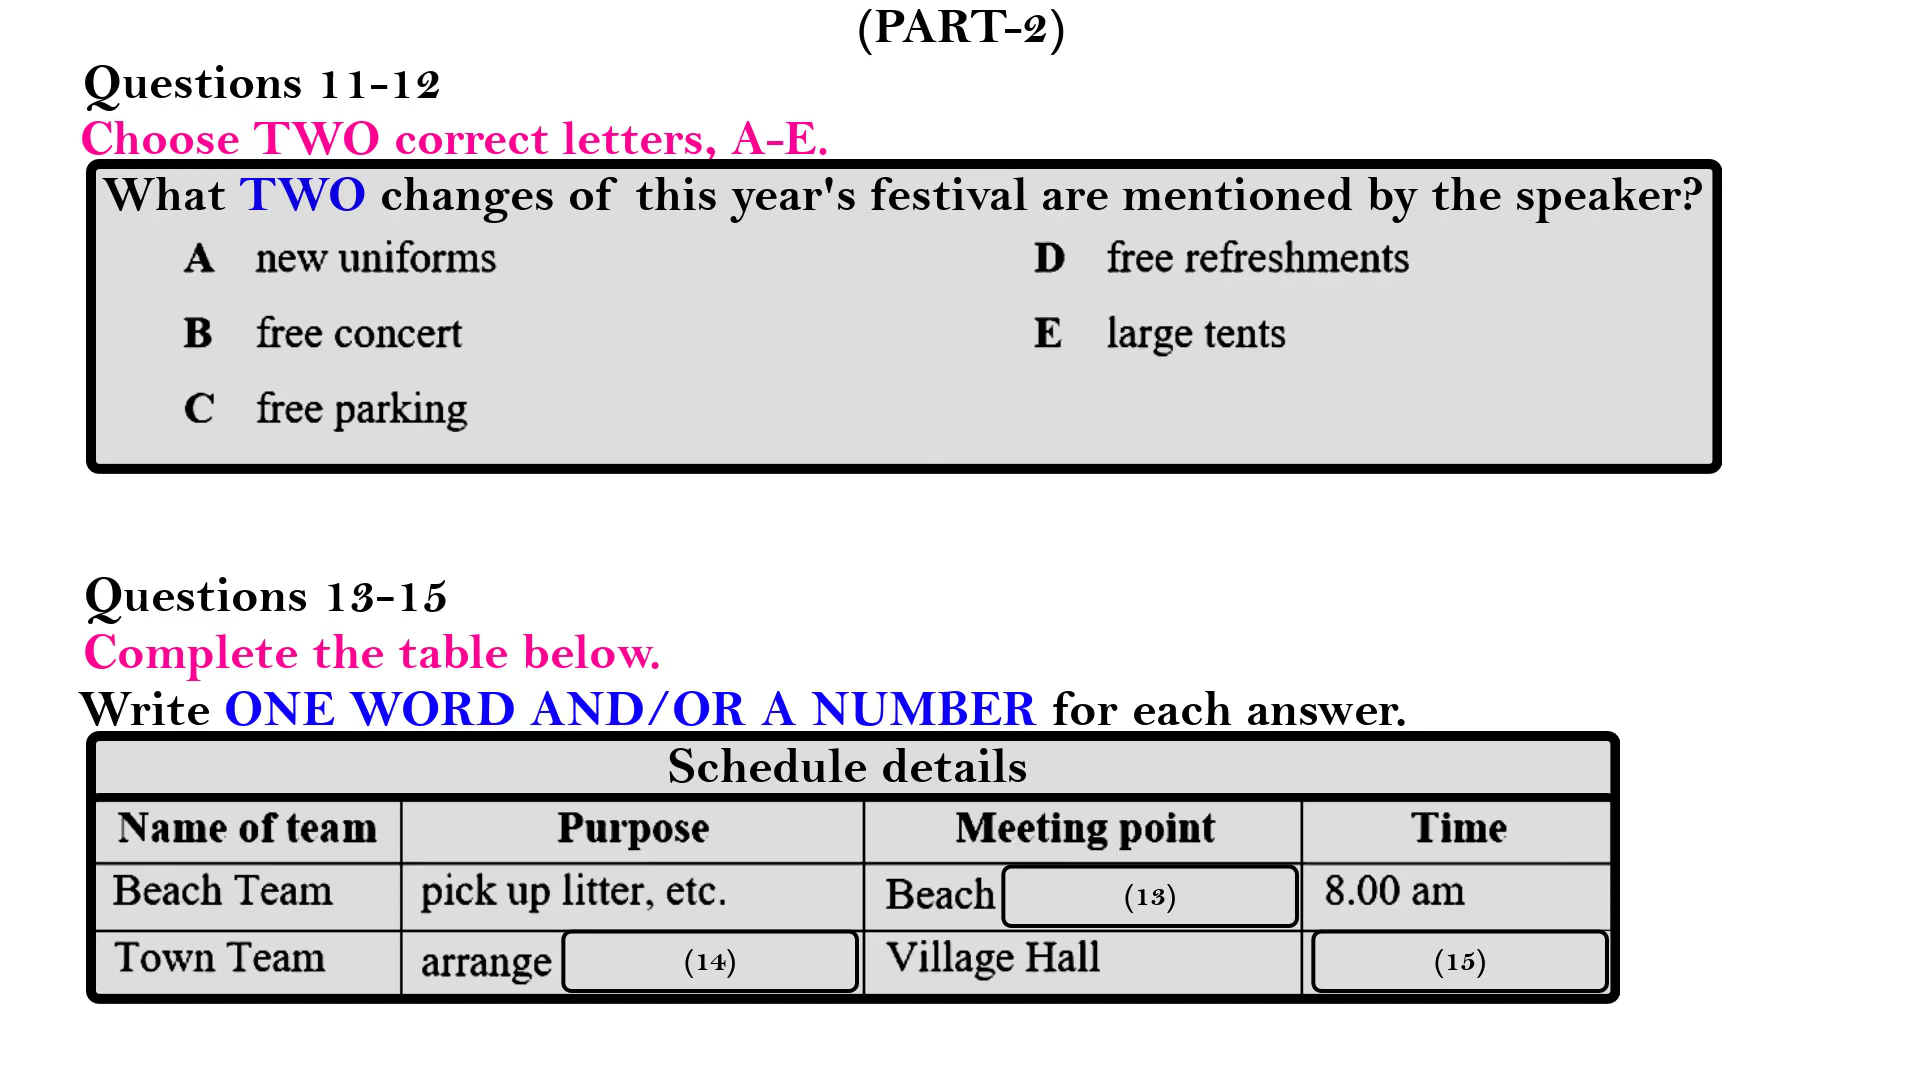 (PART-2)
Questions 11-12
Choose TWO correct letters, A-E.
What TWO changes of this year's festival are mentioned by the speaker?
A new uniforms
B free concert
C free parking
D free refreshments
E large tents
Questions 13-15
Complete the table below.
Write ONE WORD AND/OR A NUMBER for each answer.
Schedule details
Name of team Purpose Meeting point Time
Beach Team pick up litter, etc. Beach (13) 8.00 am
Town Team arrange (14) Village Hall (15)